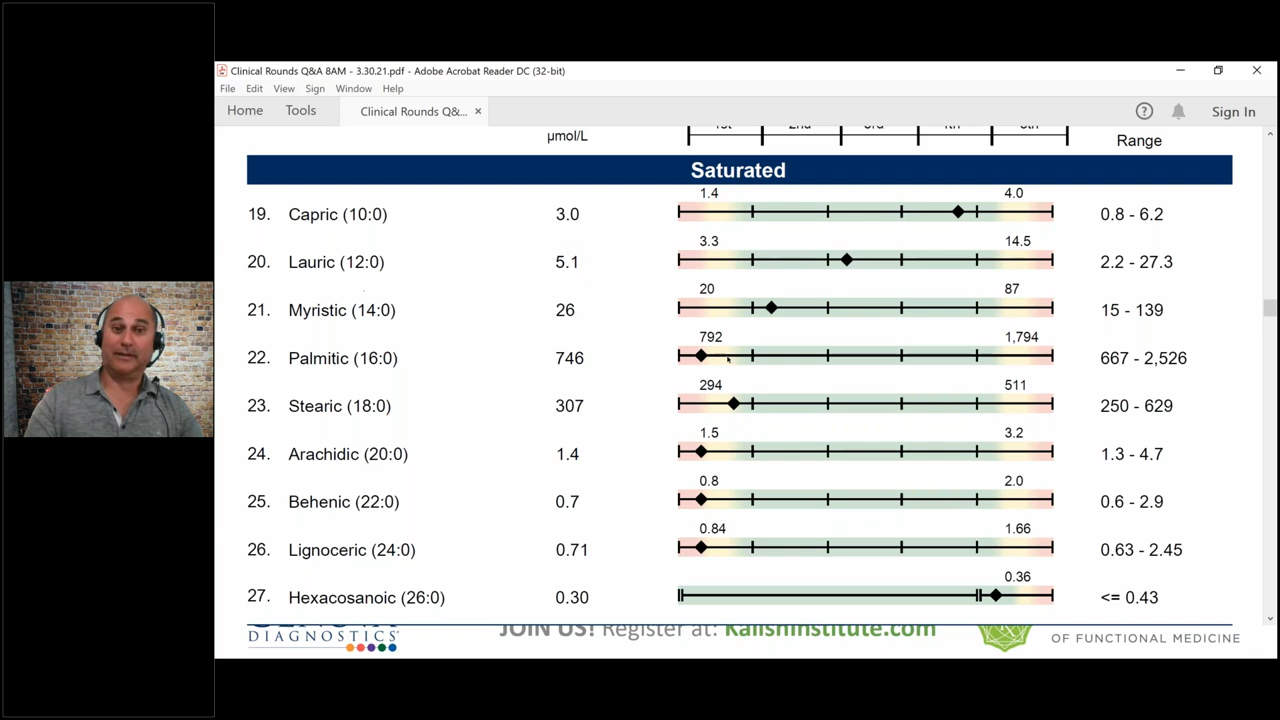 Clinical Rounds Q&A 8AM - 3.30.21.pdf - Adobe Acrobat Reader DC (32-bit)
File Edit View Sign Window Help
Home Tools Clinical Rounds Q&... × ? Sign In
1st 2nd 3rd 4th 5th
µmol/L Range
Saturated
1.4 4.0
19. Capric (10:0) 3.0 0.8 - 6.2
3.3 14.5
20. Lauric (12:0) 5.1 2.2 - 27.3
20 87
21. Myristic (14:0) 26 15 - 139
792 1,794
22. Palmitic (16:0) 746 667 - 2,526
294 511
23. Stearic (18:0) 307 250 - 629
1.5 3.2
24. Arachidic (20:0) 1.4 1.3 - 4.7
0.8 2.0
25. Behenic (22:0) 0.7 0.6 - 2.9
0.84 1.66
26. Lignoceric (24:0) 0.71 0.63 - 2.45
0.36
27. Hexacosanoic (26:0) 0.30 <= 0.43
JOIN US! Register at: KalishInstitute.com
GENOVA
DIAGNOSTICS
OF FUNCTIONAL MEDICINE